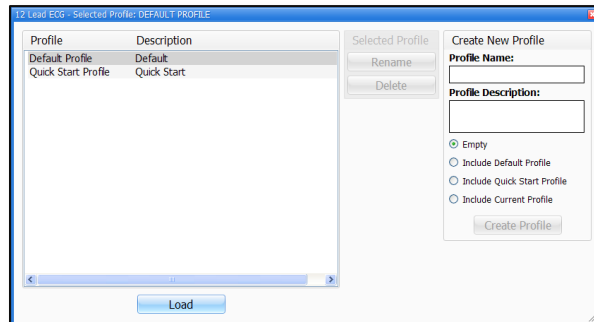 12 Lead ECG - Selected Profile: DEFAULT PROFILE
Profile Description
Default Profile Default
Quick Start Profile Quick Start
Load
Selected Profile
Rename
Delete
Create New Profile
Profile Name:
Profile Description:
Empty
Include Default Profile
Include Quick Start Profile
Include Current Profile
Create Profile